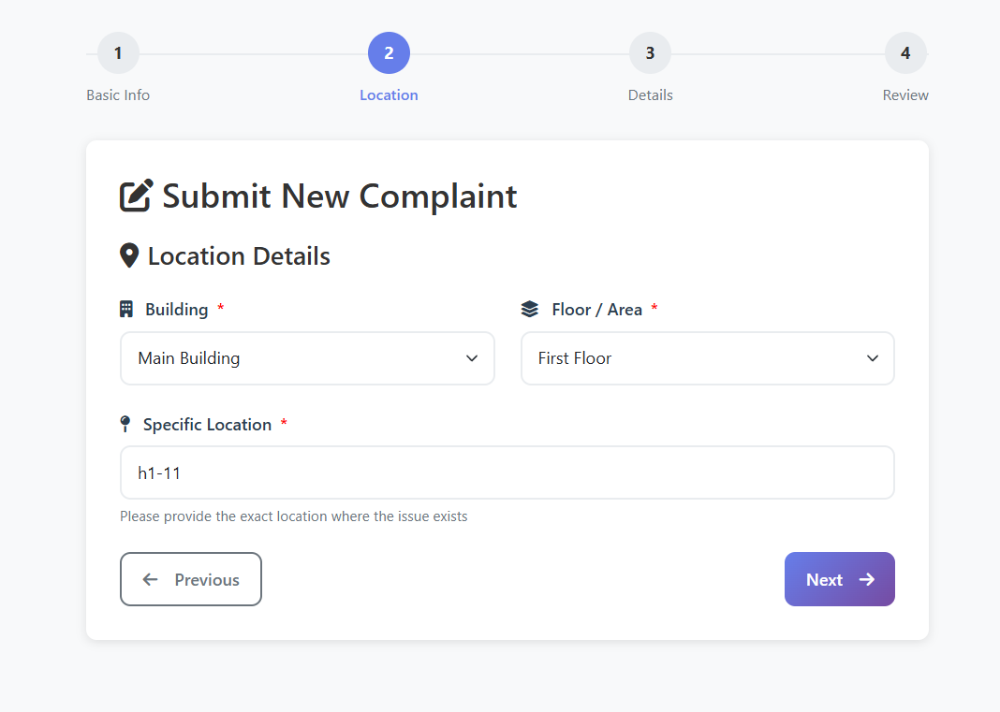 1 2 3 4
Basic Info Location Details Review
Submit New Complaint
Location Details
Building * Floor / Area *
Main Building First Floor
Specific Location *
h1-11
Please provide the exact location where the issue exists
Previous Next